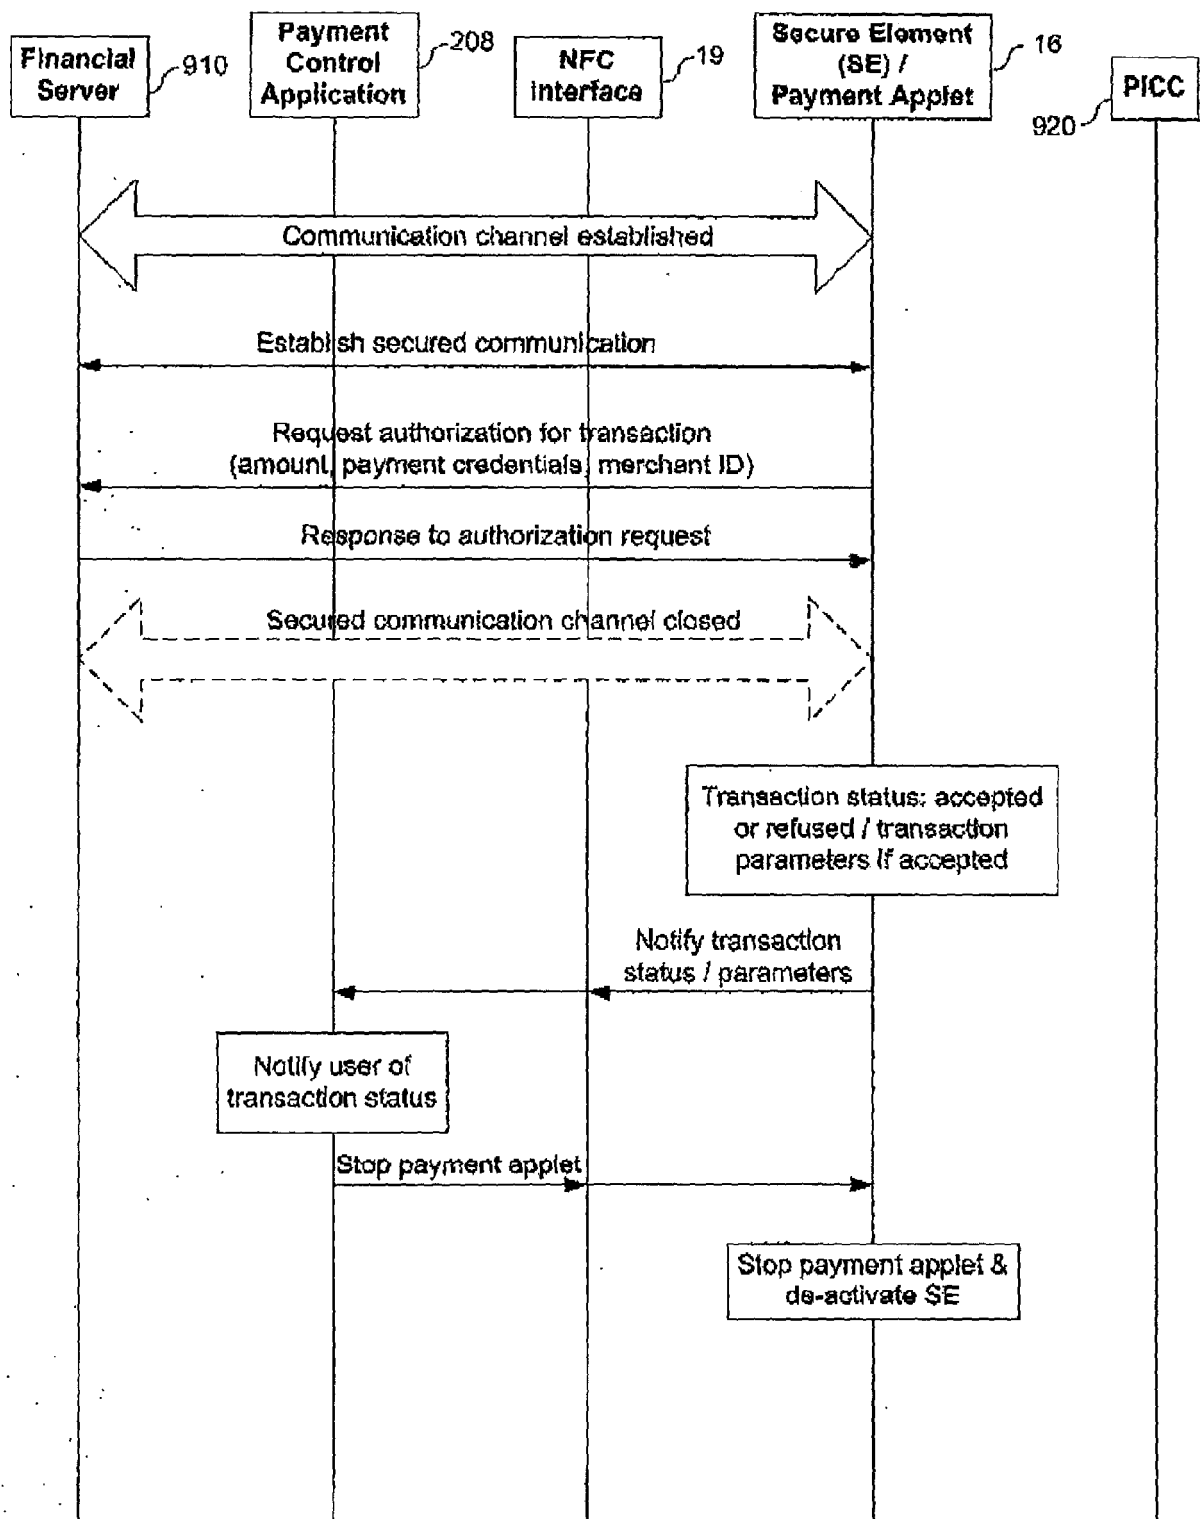 Financial
Server
910
Payment
Control
Application
208
NFC
Interface
19
Secure Element
(SE) /
Payment Applet
16
PICC
920
Communication channel established
Establish secured communication
Request authorization for transaction
(amount, payment credentials, merchant ID)
Response to authorization request
Secured communication channel closed
Transaction status: accepted
or refused / transaction
parameters if accepted
Notify transaction
status / parameters
Notify user of
transaction status
Stop payment applet
Stop payment applet &
de-activate SE